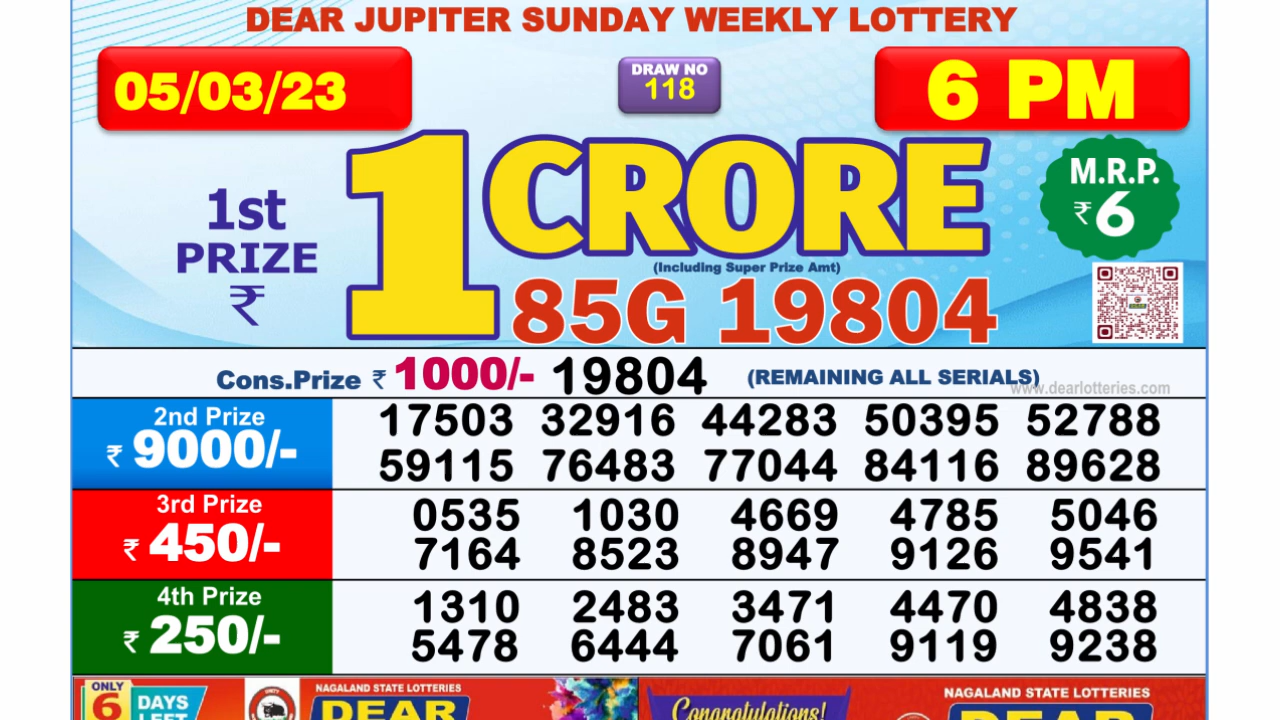 DEAR JUPITER SUNDAY WEEKLY LOTTERY
05/03/23
DRAW NO
118
6 PM
1st
PRIZE
₹
1 CRORE
(Including Super Prize Amt)
85G 19804
M.R.P.
₹6
Cons.Prize ₹ 1000/- 19804 (REMAINING ALL SERIALS)
www.dearlotteries.com
2nd Prize
₹ 9000/-
17503 32916 44283 50395 52788
59115 76483 77044 84116 89628
3rd Prize
₹ 450/-
0535 1030 4669 4785 5046
7164 8523 8947 9126 9541
4th Prize
₹ 250/-
1310 2483 3471 4470 4838
5478 6444 7061 9119 9238
ONLY
6 DAYS
LEFT
NAGALAND STATE LOTTERIES
DEAR
Congratulations!
NAGALAND STATE LOTTERIES
DEAR